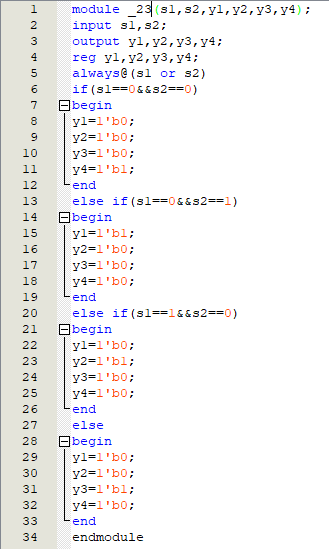 1 module _23(s1,s2,y1,y2,y3,y4);
2 input s1,s2;
3 output y1,y2,y3,y4;
4 reg y1,y2,y3,y4;
5 always@(s1 or s2)
6 if(s1==0&&s2==0)
7 begin
8 y1=1'b0;
9 y2=1'b0;
10 y3=1'b0;
11 y4=1'b1;
12 end
13 else if(s1==0&&s2==1)
14 begin
15 y1=1'b1;
16 y2=1'b0;
17 y3=1'b0;
18 y4=1'b0;
19 end
20 else if(s1==1&&s2==0)
21 begin
22 y1=1'b0;
23 y2=1'b1;
24 y3=1'b0;
25 y4=1'b0;
26 end
27 else
28 begin
29 y1=1'b0;
30 y2=1'b0;
31 y3=1'b1;
32 y4=1'b0;
33 end
34 endmodule